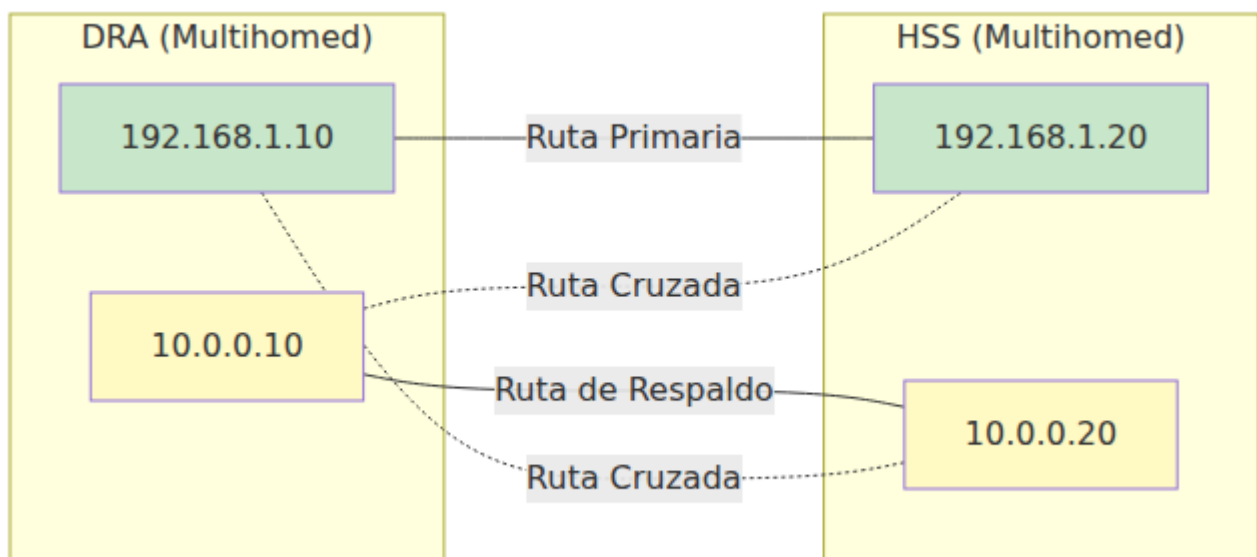 DRA (Multihomed)
HSS (Multihomed)
192.168.1.10
Ruta Primaria
192.168.1.20
Ruta Cruzada
10.0.0.10
Ruta de Respaldo
10.0.0.20
Ruta Cruzada